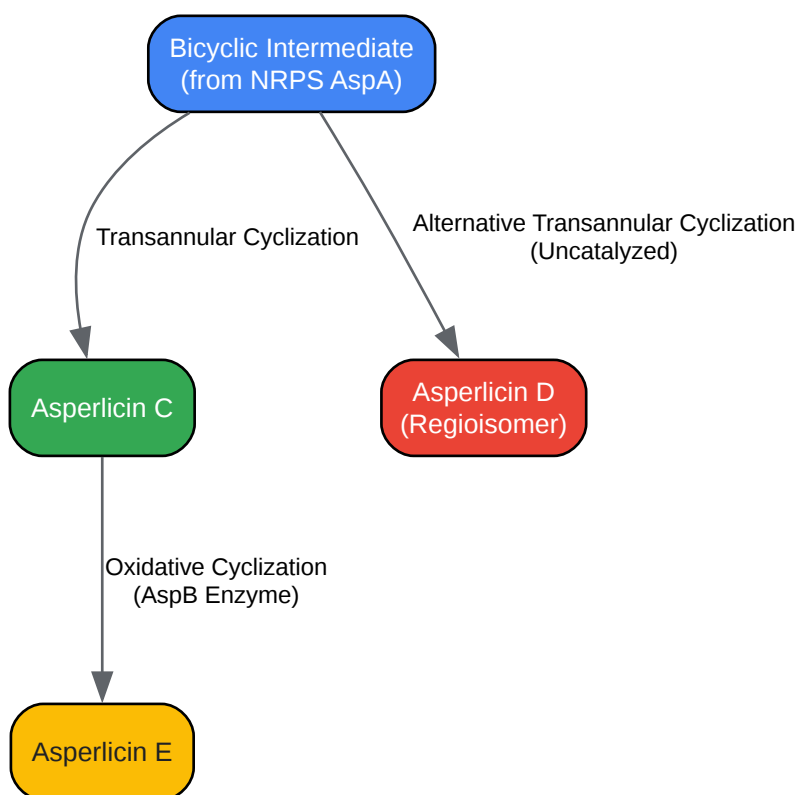 Bicyclic Intermediate
(from NRPS AspA)
Transannular Cyclization
Alternative Transannular Cyclization
(Uncatalyzed)
Asperlicin C
Asperlicin D
(Regioisomer)
Oxidative Cyclization
(AspB Enzyme)
Asperlicin E